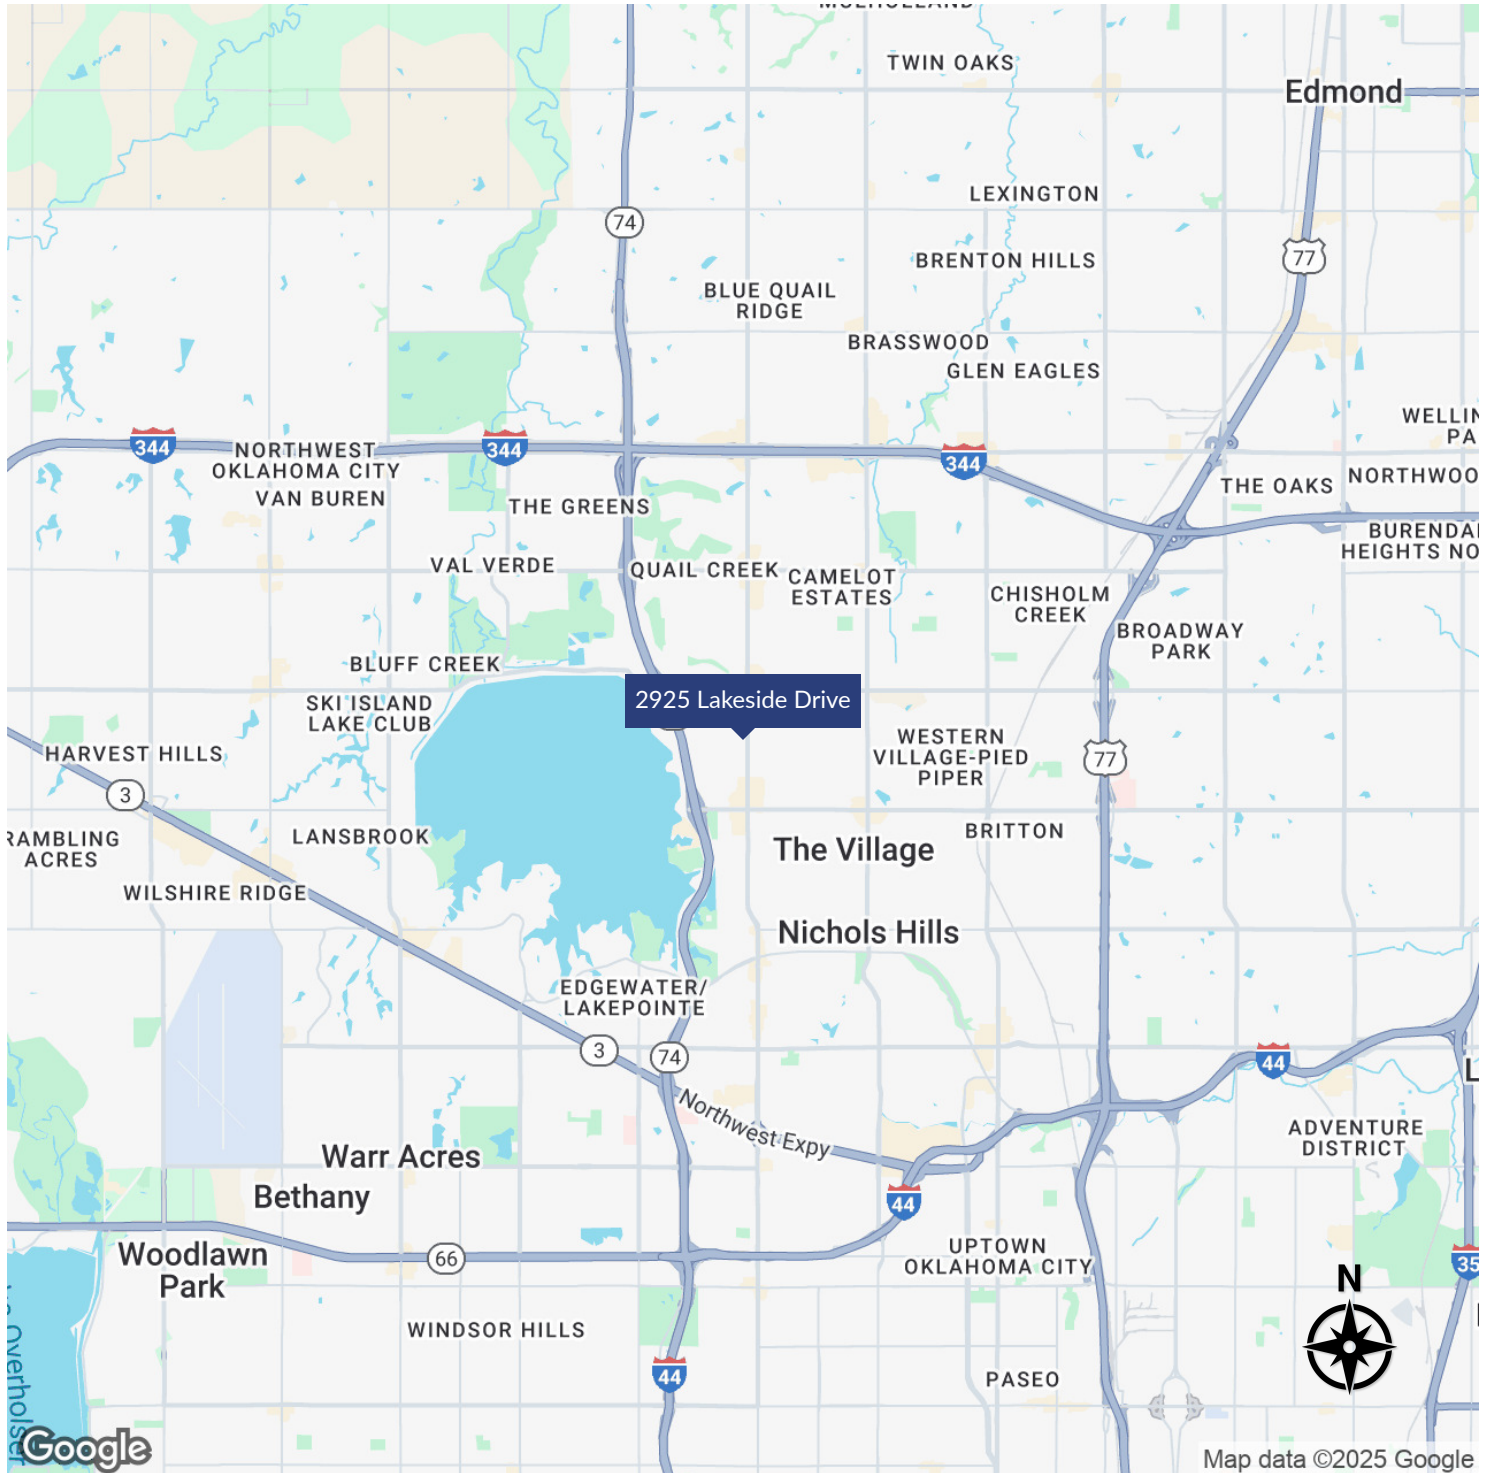 MULHOLLAND
TWIN OAKS
Edmond
LEXINGTON
74
BRENTON HILLS
77
BLUE QUAIL
RIDGE
BRASSWOOD
GLEN EAGLES
344
NORTHWEST
OKLAHOMA CITY
344
344
VAN BUREN
THE GREENS
THE OAKS
VAL VERDE
QUAIL CREEK
CAMELOT
ESTATES
CHISHOLM
CREEK
BROADWAY
PARK
BLUFF CREEK
SKI ISLAND
LAKE CLUB
2925 Lakeside Drive
WESTERN
VILLAGE-PIED
PIPER
77
HARVEST HILLS
3
RAMBLING
ACRES
LANSBROOK
The Village
BRITTON
WILSHIRE RIDGE
Nichols Hills
EDGEWATER/
LAKEPOINTE
3
74
44
Northwest Expy
ADVENTURE
DISTRICT
Warr Acres
Bethany
44
Woodlawn
Park
66
UPTOWN
OKLAHOMA CITY
35
N
WINDSOR HILLS
44
PASEO
Overholser
Google
Map data ©2025 Google